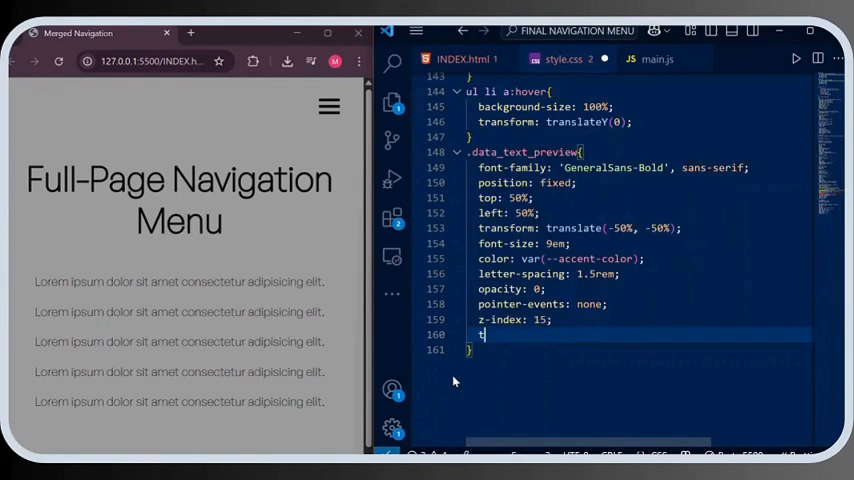 Merged Navigation
127.0.0.1:5500/INDEX.h...
M
Full-Page Navigation
Menu
Lorem ipsum dolor sit amet consectetur adipisicing elit.
Lorem ipsum dolor sit amet consectetur adipisicing elit.
Lorem ipsum dolor sit amet consectetur adipisicing elit.
Lorem ipsum dolor sit amet consectetur adipisicing elit.
Lorem ipsum dolor sit amet consectetur adipisicing elit.
FINAL NAVIGATION MENU
INDEX.html 1
style.css 2
main.js
1
2
1
1
143 }
144 ul li a:hover{
145 background-size: 100%;
146 transform: translateY(0);
147 }
148 .data_text_preview{
149 font-family: 'GeneralSans-Bold', sans-serif;
150 position: fixed;
151 top: 50%;
152 left: 50%;
153 transform: translate(-50%, -50%);
154 font-size: 9em;
155 color: var(--accent-color);
156 letter-spacing: 1.5rem;
157 opacity: 0;
158 pointer-events: none;
159 z-index: 15;
160 t
161 }